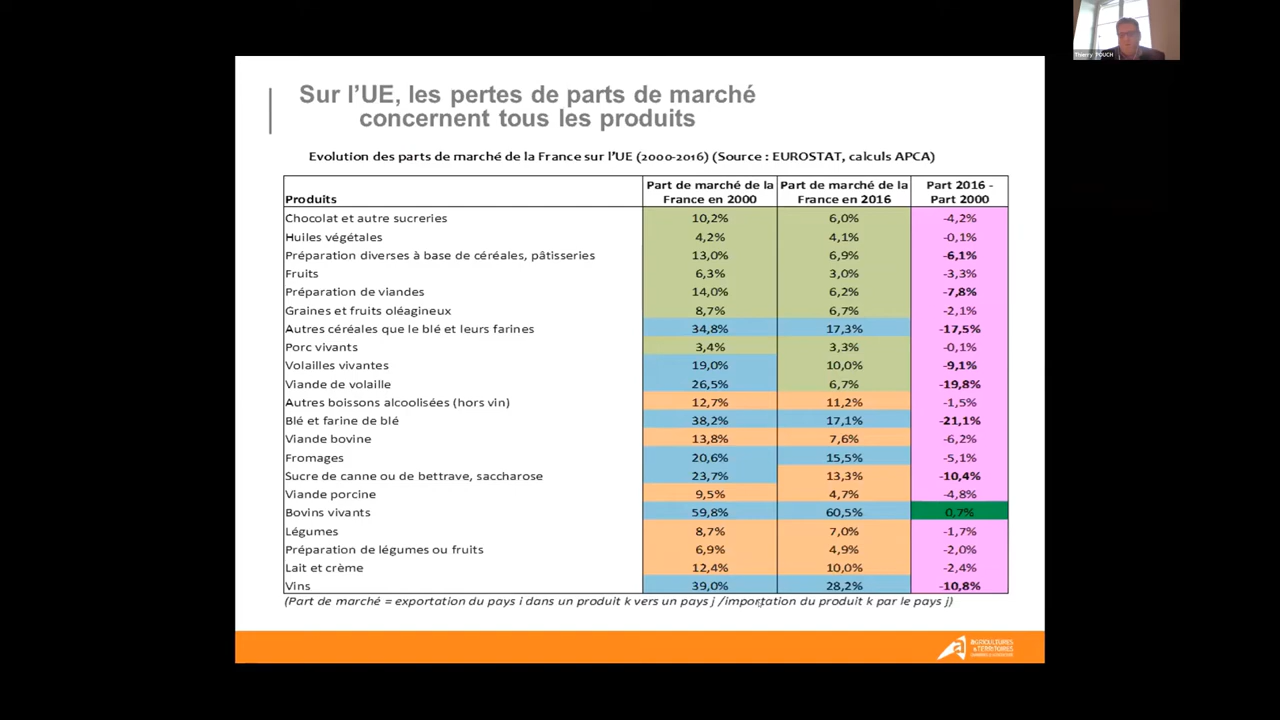 Thierry POUCH
Sur l'UE, les pertes de parts de marché
concernent tous les produits
Evolution des parts de marché de la France sur l'UE (2000-2016) (Source : EUROSTAT, calculs APCA)
Produits Part de marché de la France en 2000 Part de marché de la France en 2016 Part 2016 - Part 2000
Chocolat et autre sucreries 10,2% 6,0% -4,2%
Huiles végétales 4,2% 4,1% -0,1%
Préparation diverses à base de céréales, pâtisseries 13,0% 6,9% -6,1%
Fruits 6,3% 3,0% -3,3%
Préparation de viandes 14,0% 6,2% -7,8%
Graines et fruits oléagineux 8,7% 6,7% -2,1%
Autres céréales que le blé et leurs farines 34,8% 17,3% -17,5%
Porc vivants 3,4% 3,3% -0,1%
Volailles vivantes 19,0% 10,0% -9,1%
Viande de volaille 26,5% 6,7% -19,8%
Autres boissons alcoolisées (hors vin) 12,7% 11,2% -1,5%
Blé et farine de blé 38,2% 17,1% -21,1%
Viande bovine 13,8% 7,6% -6,2%
Fromages 20,6% 15,5% -5,1%
Sucre de canne ou de bettrave, saccharose 23,7% 13,3% -10,4%
Viande porcine 9,5% 4,7% -4,8%
Bovins vivants 59,8% 60,5% 0,7%
Légumes 8,7% 7,0% -1,7%
Préparation de légumes ou fruits 6,9% 4,9% -2,0%
Lait et crème 12,4% 10,0% -2,4%
Vins 39,0% 28,2% -10,8%
(Part de marché = exportation du pays i dans un produit k vers un pays j /importation du produit k par le pays j)
AGRICULTURES
& TERRITOIRES